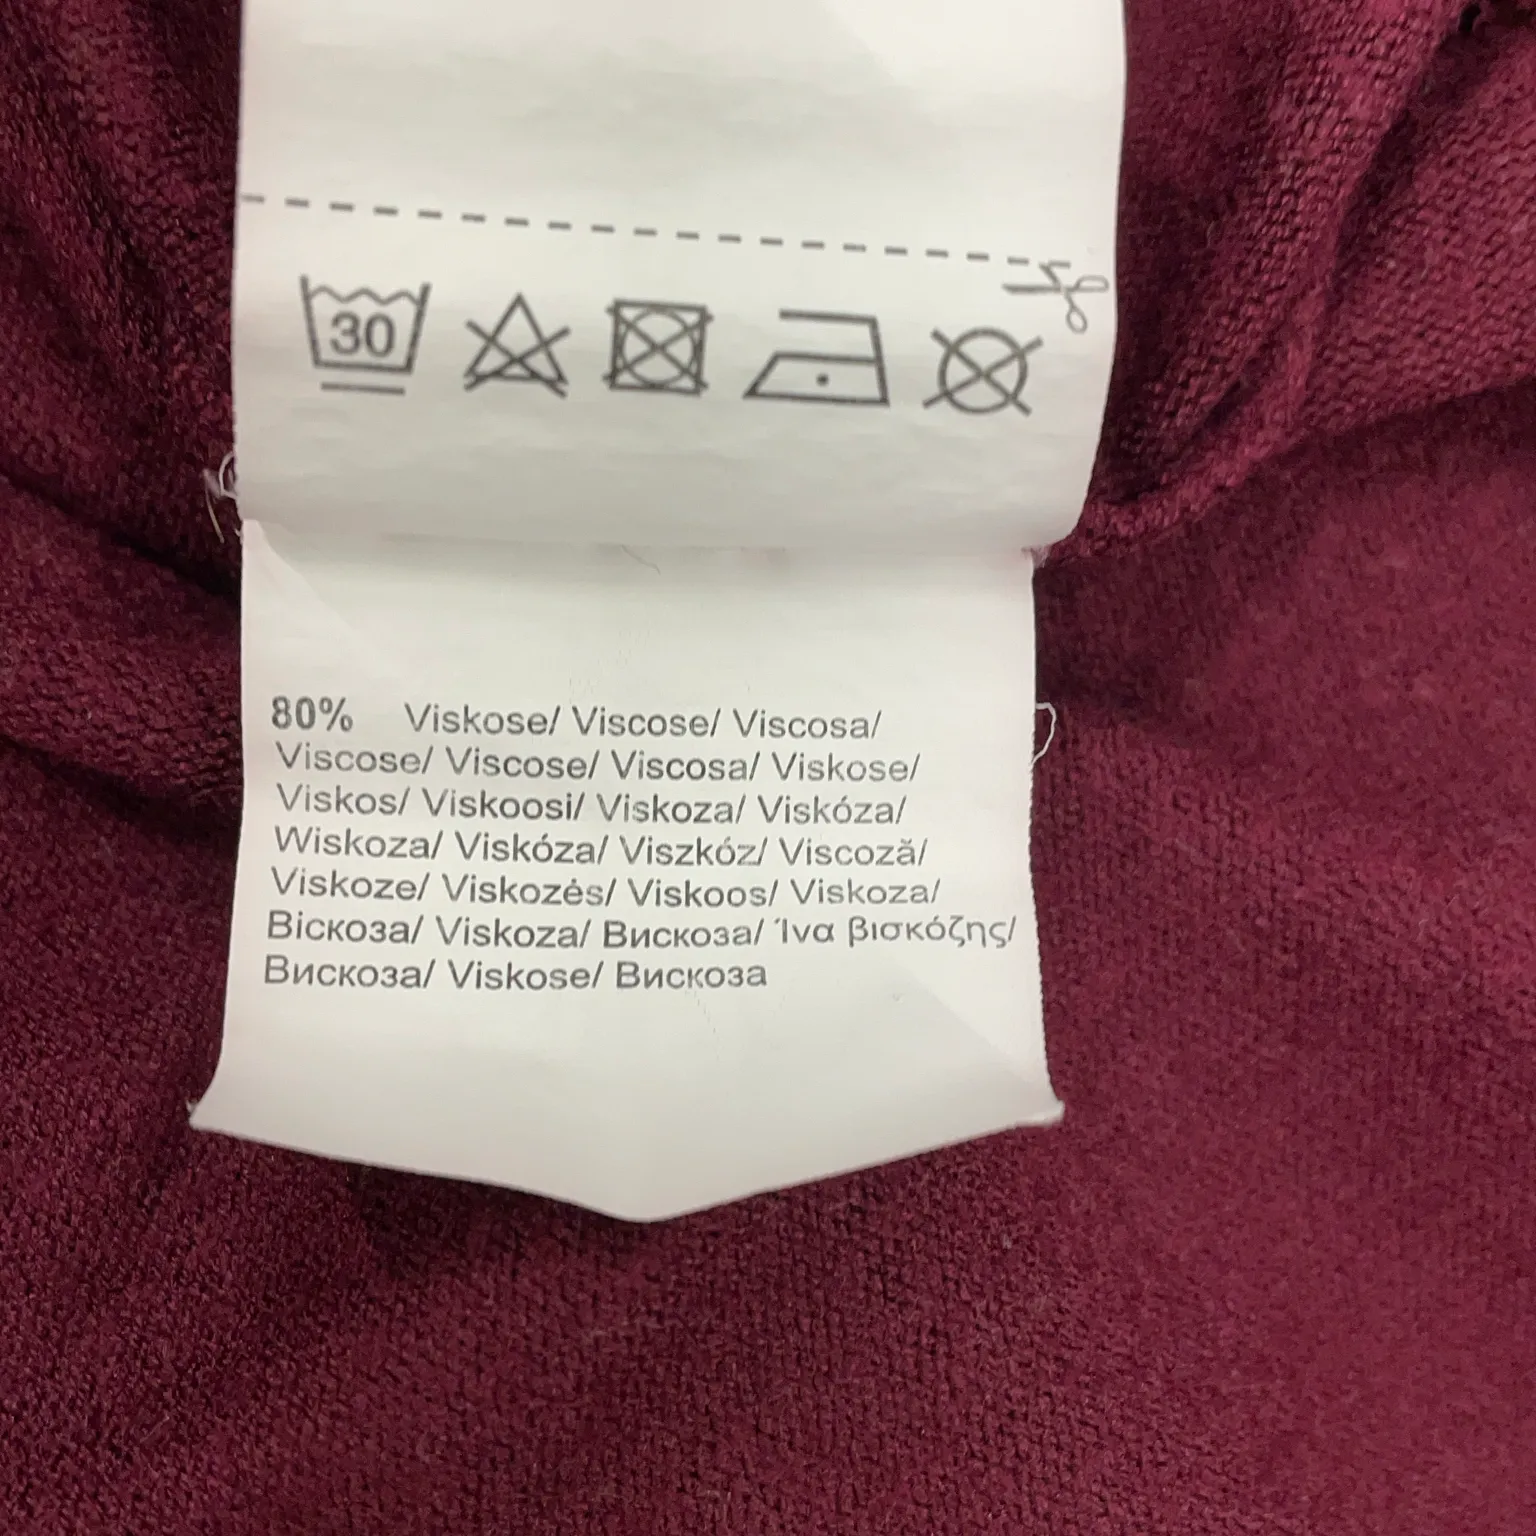 30
80% Viskose/ Viscose/ Viscosa/
Viscose/ Viscose/ Viscosa/ Viskose/
Viskos/ Viskoosi/ Viskoza/ Viskóza/
Wiskoza/ Viskóza/ Viszkóz/ Viscoză/
Viskoze/ Viskozės/ Viskoos/ Viskoza/
Віскоза/ Viskoza/ Вискоза/ Ίνα βισκόζης/
Вискоза/ Viskose/ Вискоза